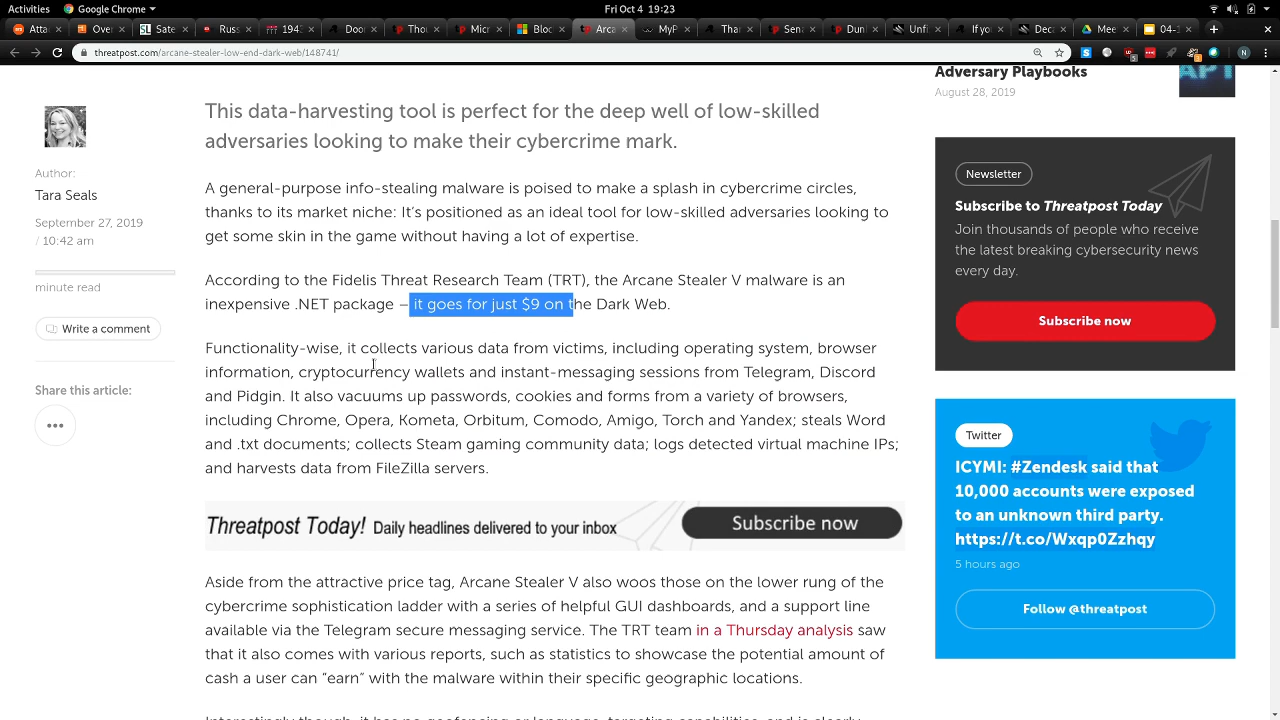 Activities
Google Chrome
Fri Oct 4 19:23
Atta
Over
Sate
Russ
194
Doo
Thou
Micr
Bloc
Arca
MyP
Thar
Sen
Dunl
Unfi
If yo
Dec
Mee
04-1
threatpost.com/arcane-stealer-low-end-dark-web/148741/
N
Adversary Playbooks
August 28, 2019
This data-harvesting tool is perfect for the deep well of low-skilled
adversaries looking to make their cybercrime mark.
Author:
Tara Seals
September 27, 2019
/ 10:42 am
minute read
Write a comment
Share this article:
A general-purpose info-stealing malware is poised to make a splash in cybercrime circles,
thanks to its market niche: It’s positioned as an ideal tool for low-skilled adversaries looking to
get some skin in the game without having a lot of expertise.
According to the Fidelis Threat Research Team (TRT), the Arcane Stealer V malware is an
inexpensive .NET package – it goes for just $9 on the Dark Web.
Functionality-wise, it collects various data from victims, including operating system, browser
information, cryptocurrency wallets and instant-messaging sessions from Telegram, Discord
and Pidgin. It also vacuums up passwords, cookies and forms from a variety of browsers,
including Chrome, Opera, Kometa, Orbitum, Comodo, Amigo, Torch and Yandex; steals Word
and .txt documents; collects Steam gaming community data; logs detected virtual machine IPs;
and harvests data from FileZilla servers.
Threatpost Today! Daily headlines delivered to your inbox
Subscribe now
Aside from the attractive price tag, Arcane Stealer V also woos those on the lower rung of the
cybercrime sophistication ladder with a series of helpful GUI dashboards, and a support line
available via the Telegram secure messaging service. The TRT team in a Thursday analysis saw
that it also comes with various reports, such as statistics to showcase the potential amount of
cash a user can “earn” with the malware within their specific geographic locations.
Newsletter
Subscribe to Threatpost Today
Join thousands of people who receive
the latest breaking cybersecurity news
every day.
Subscribe now
Twitter
ICYMI: #Zendesk said that
10,000 accounts were exposed
to an unknown third party.
https://t.co/Wxqp0Zzhqy
5 hours ago
Follow @threatpost